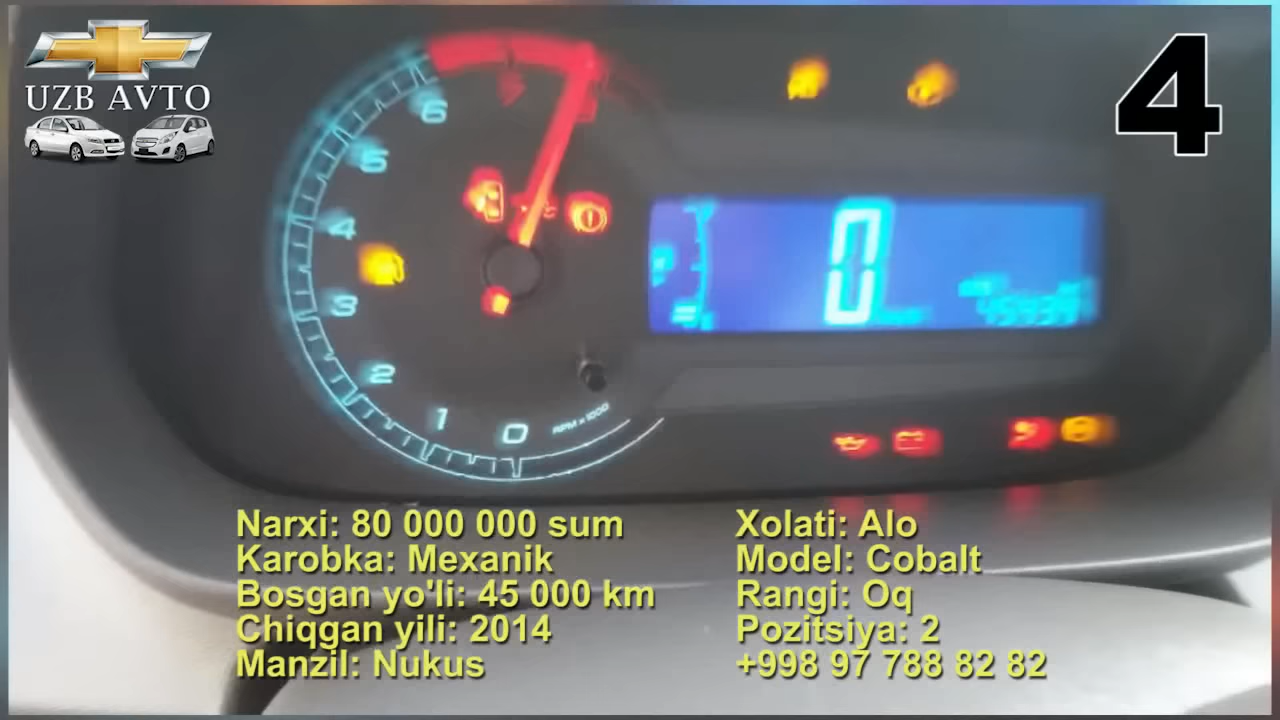 UZB AVTO
4
6
5
4
3
2
1
0
RPM x 1000
0
Narxi: 80 000 000 sum
Karobka: Mexanik
Bosgan yo'li: 45 000 km
Chiqgan yili: 2014
Manzil: Nukus
Xolati: Alo
Model: Cobalt
Rangi: Oq
Pozitsiya: 2
+998 97 788 82 82